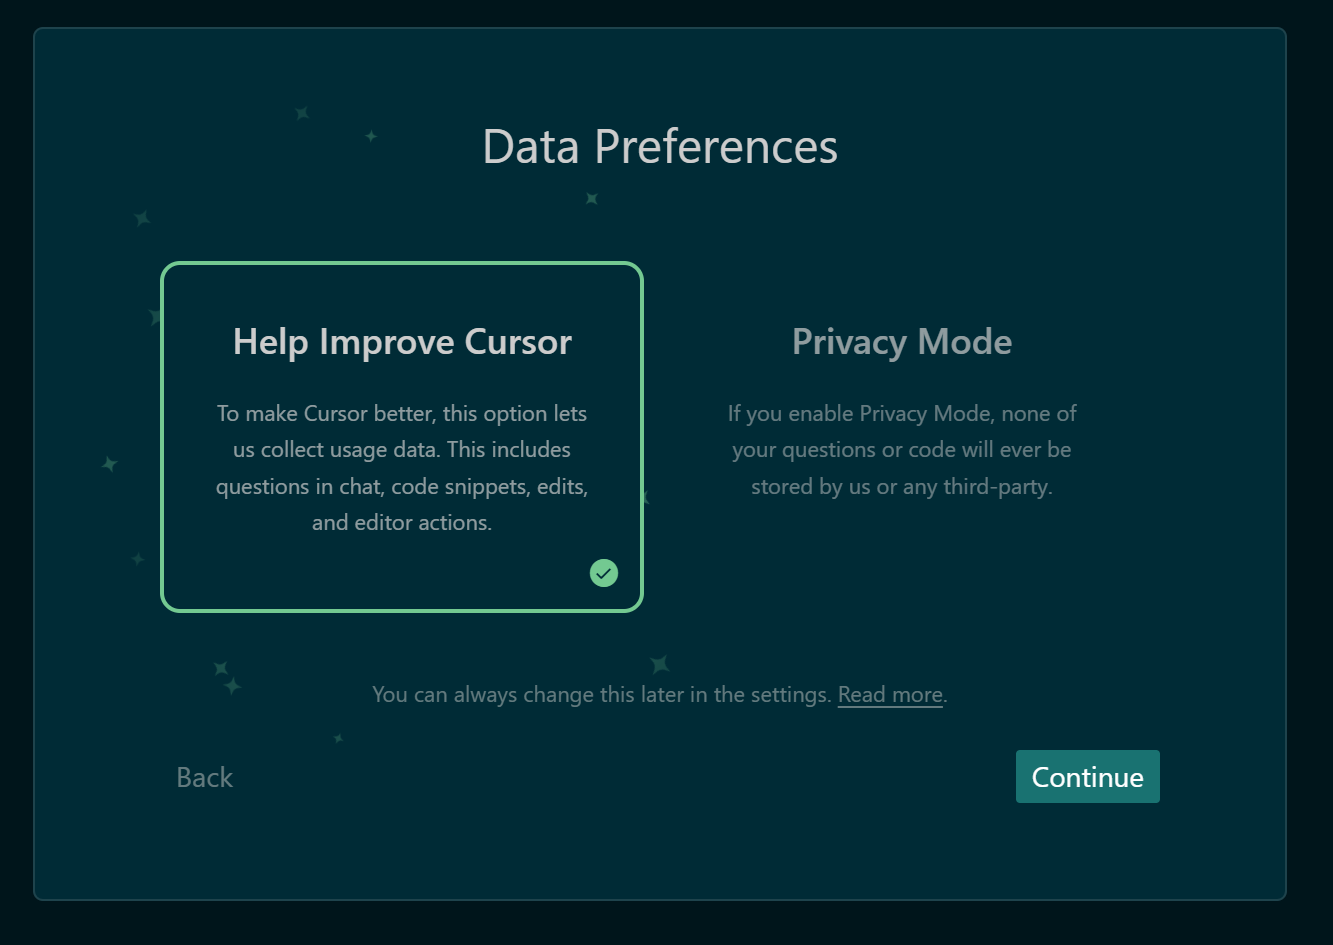 Data Preferences
Help Improve Cursor
To make Cursor better, this option lets
us collect usage data. This includes
questions in chat, code snippets, edits,
and editor actions.
Privacy Mode
If you enable Privacy Mode, none of
your questions or code will ever be
stored by us or any third-party.
You can always change this later in the settings. Read more.
Back
Continue